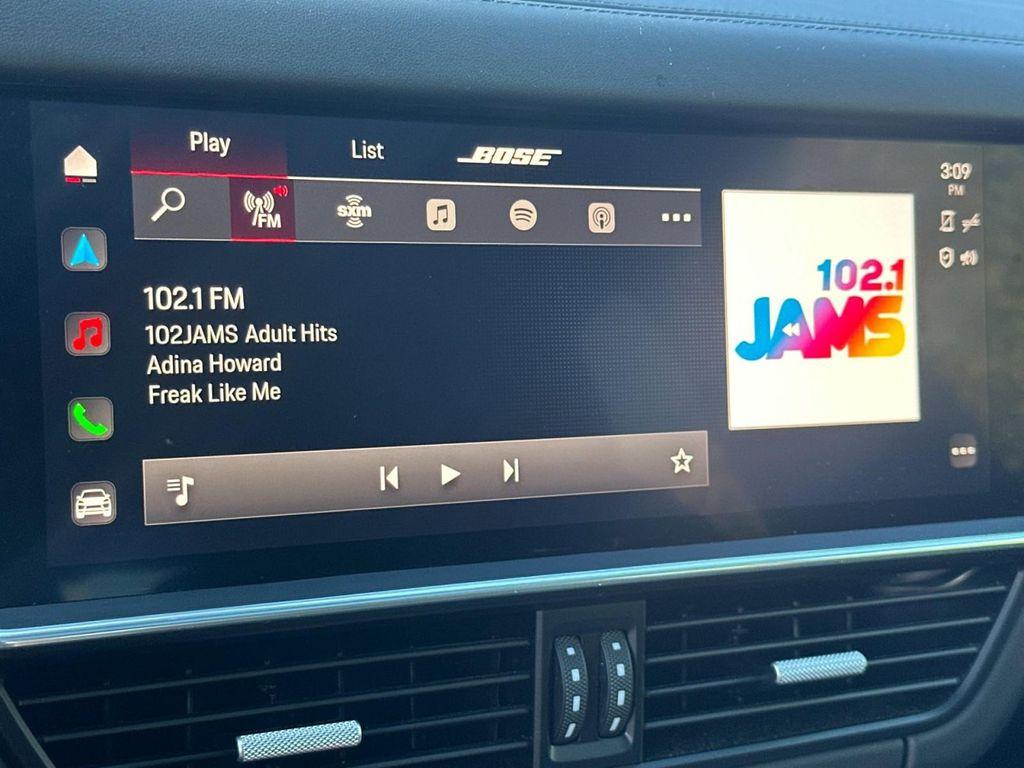 Play
List
BOSE
3:09
PM
FM
sxm
102.1 FM
102JAMS Adult Hits
Adina Howard
Freak Like Me
102.1
JAMS